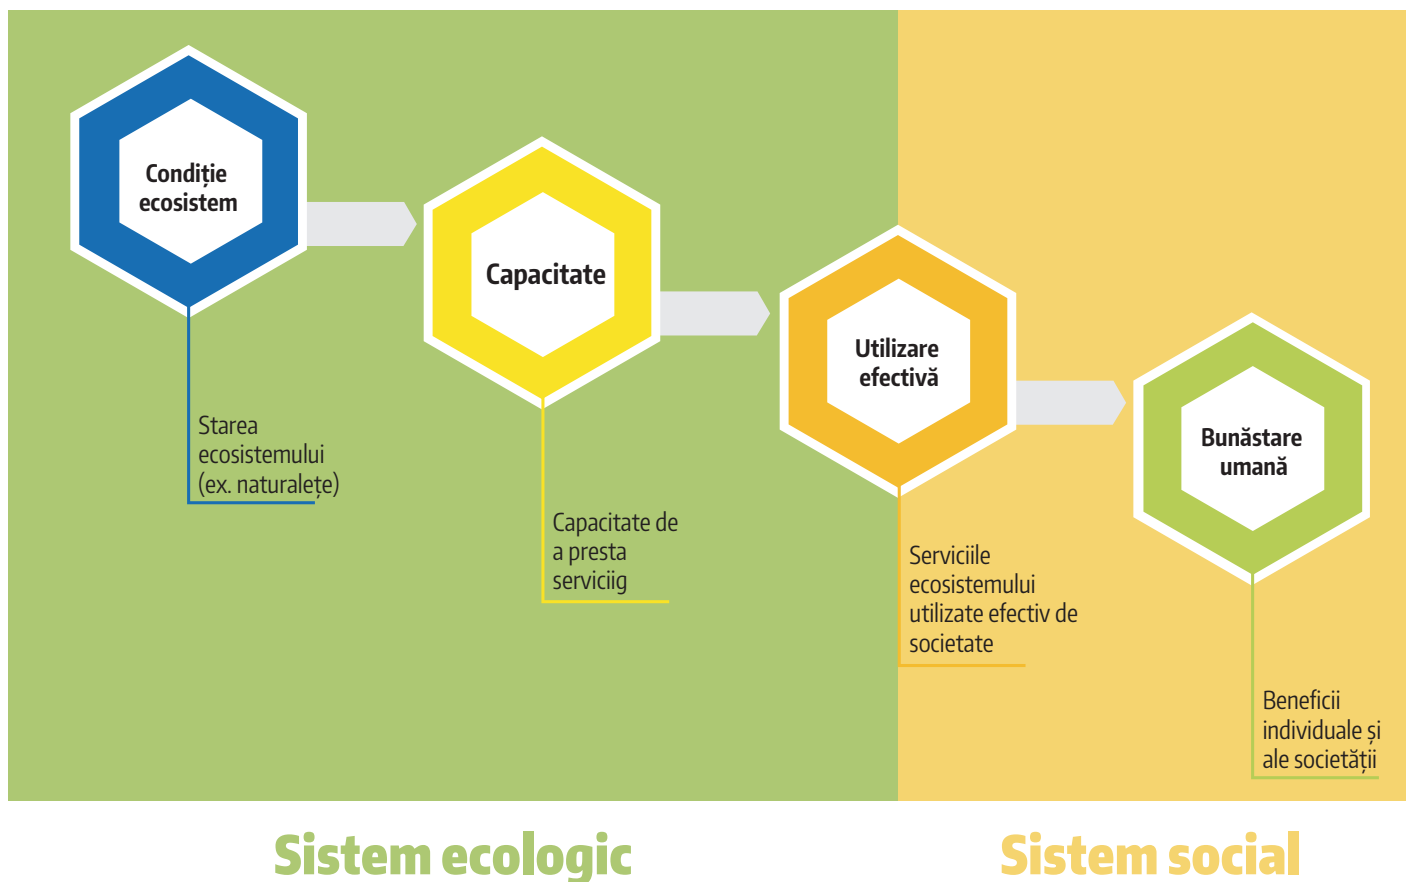 Condiție
ecosistem
Starea
ecosistemului
(ex. naturalețe)
Capacitate
Capacitate de
a presta
serviciig
Utilizare
efectivă
Serviciile
ecosistemului
utilizate efectiv de
societate
Bunăstare
umană
Beneficii
individuale și
ale societății
Sistem ecologic
Sistem social